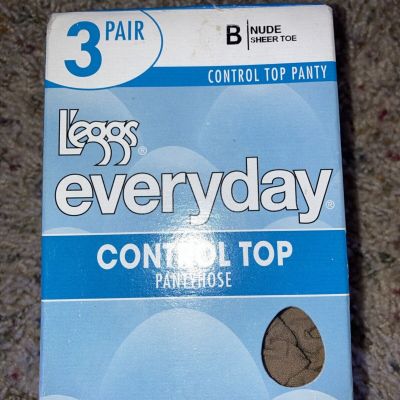 3 PAIR
B NUDE
SHEER TOE
CONTROL TOP PANTY
L'eggs®
everyday®
CONTROL TOP
PANTYHOSE